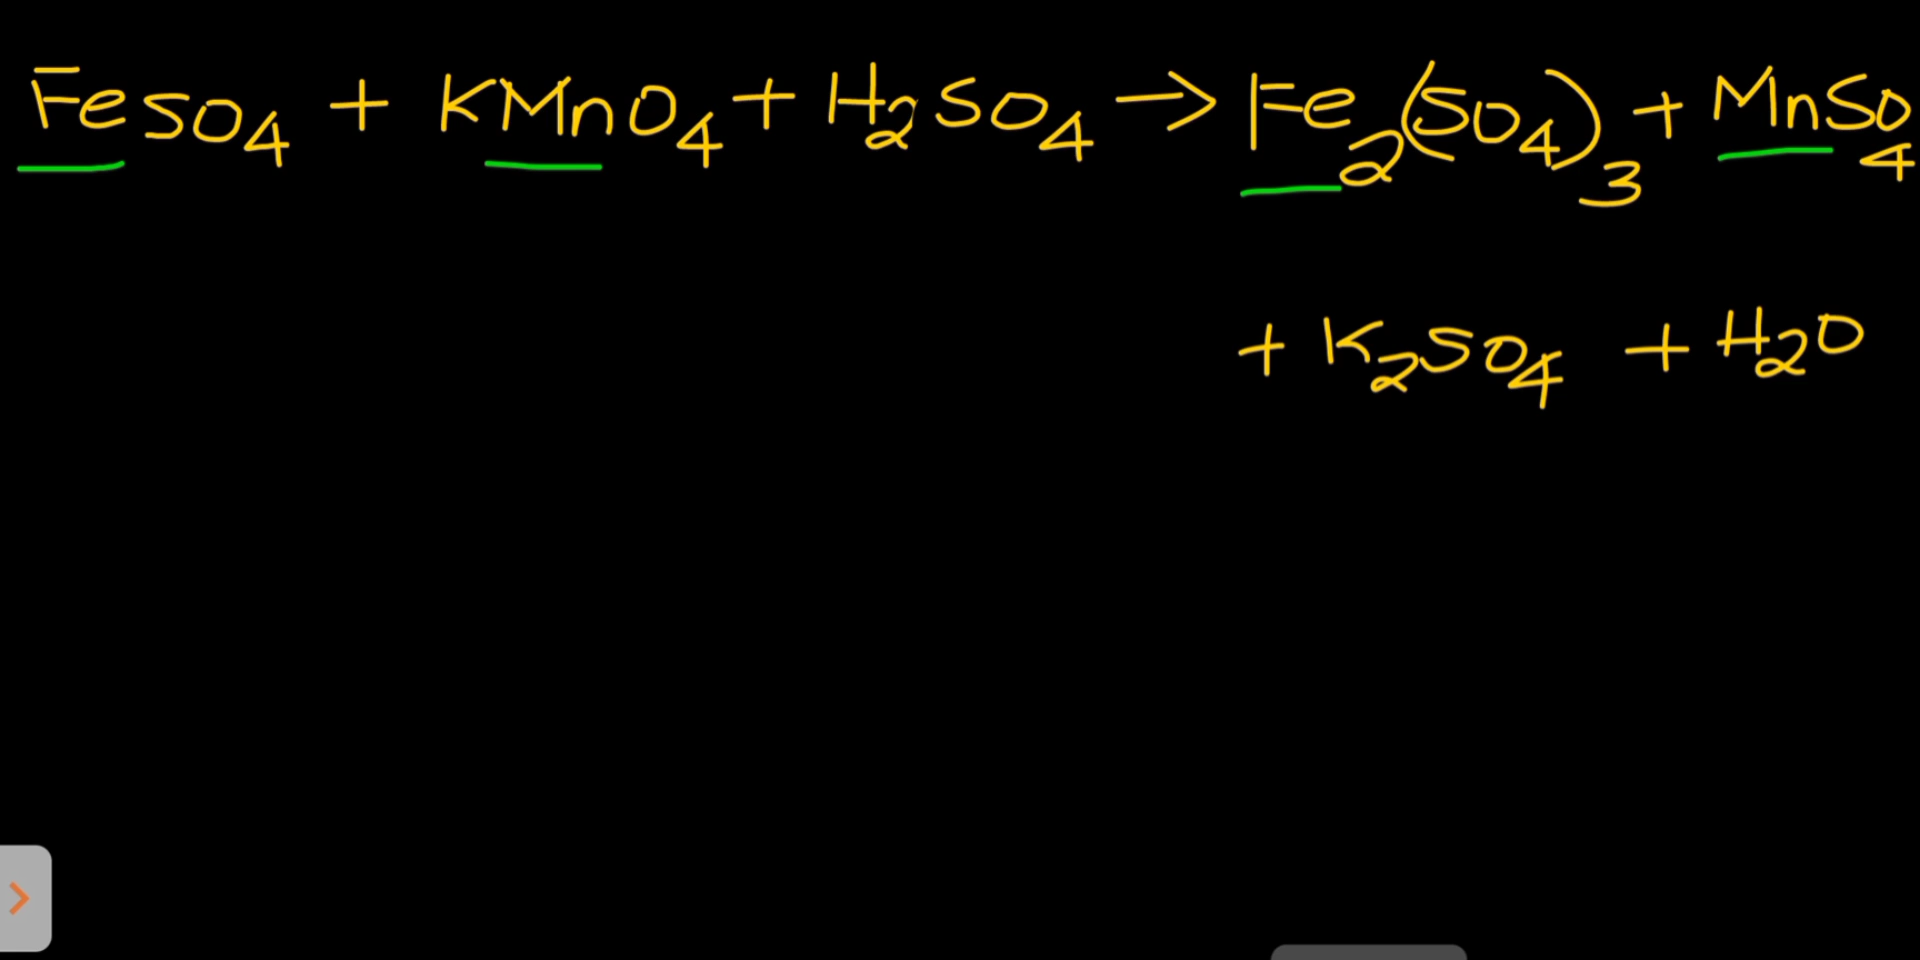 FeSO₄ + KMnO₄ + H₂SO₄ → Fe₂(SO₄)₃ + MnSO₄
+ K₂SO₄ + H₂O